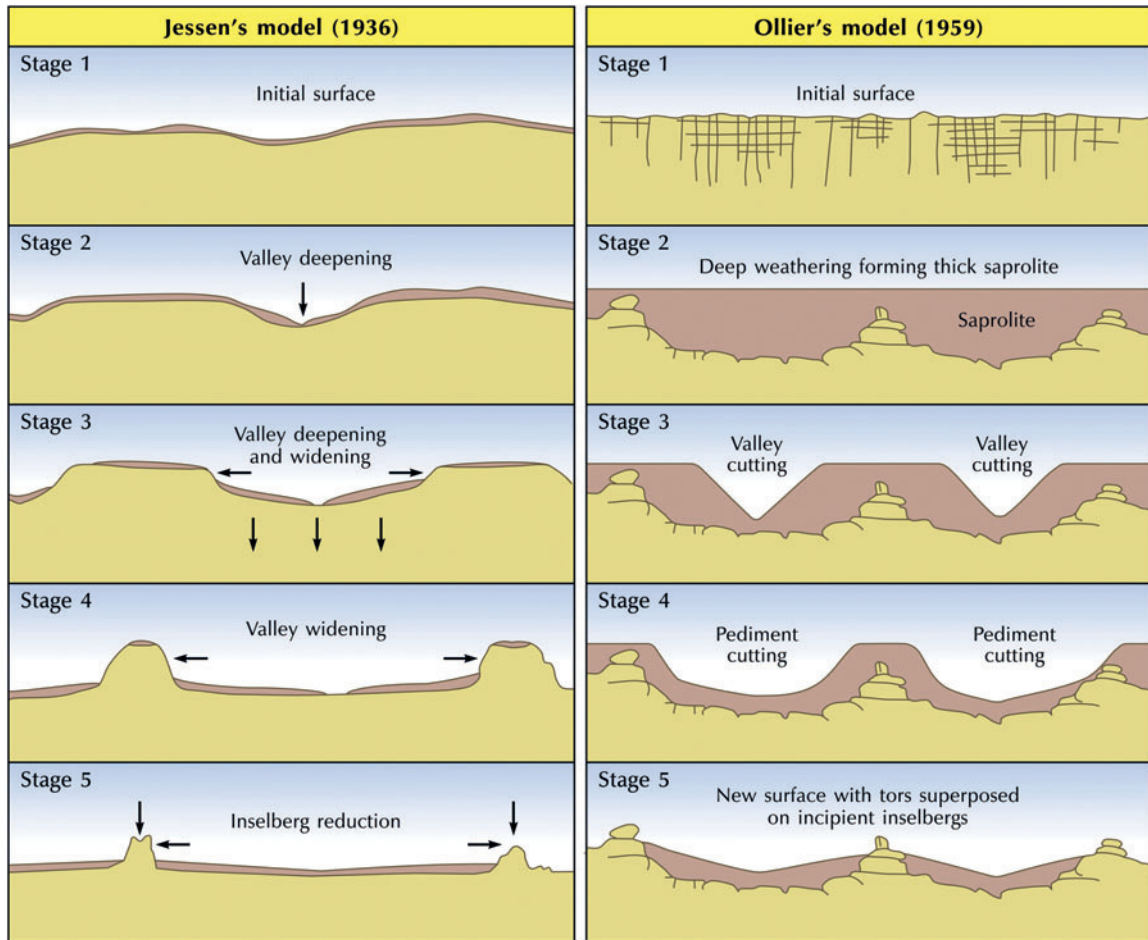 Jessen's model (1936)
Stage 1
Initial surface
Stage 2
Valley deepening
Stage 3
Valley deepening
and widening
Stage 4
Valley widening
Stage 5
Inselberg reduction
Ollier's model (1959)
Stage 1
Initial surface
Stage 2
Deep weathering forming thick saprolite
Saprolite
Stage 3
Valley
cutting
Valley
cutting
Stage 4
Pediment
cutting
Pediment
cutting
Stage 5
New surface with tors superposed
on incipient inselbergs